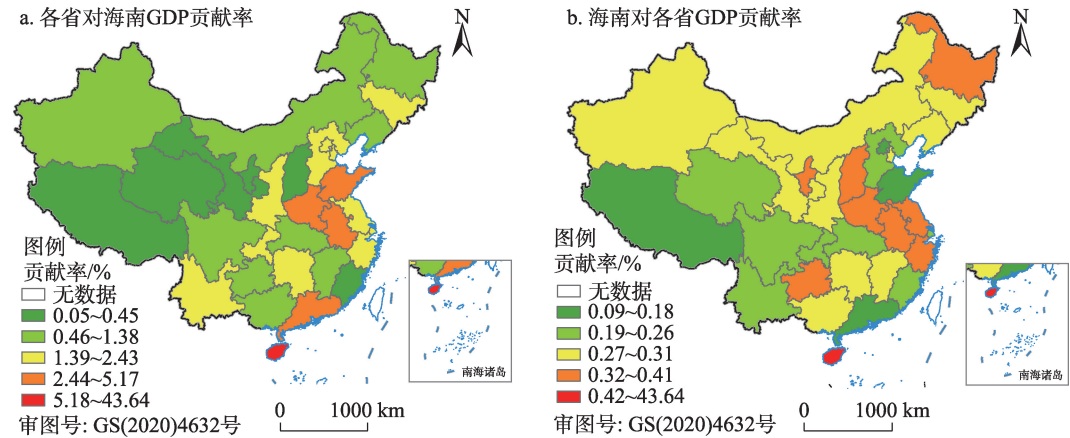 a. 各省对海南GDP贡献率
N
图例
贡献率/%
无数据
0.05~0.45
0.46~1.38
1.39~2.43
2.44~5.17
5.18~43.64
审图号: GS(2020)4632号
0 1000 km
南海诸岛
b. 海南对各省GDP贡献率
N
图例
贡献率/%
无数据
0.09~0.18
0.19~0.26
0.27~0.31
0.32~0.41
0.42~43.64
审图号: GS(2020)4632号
0 1000 km
南海诸岛